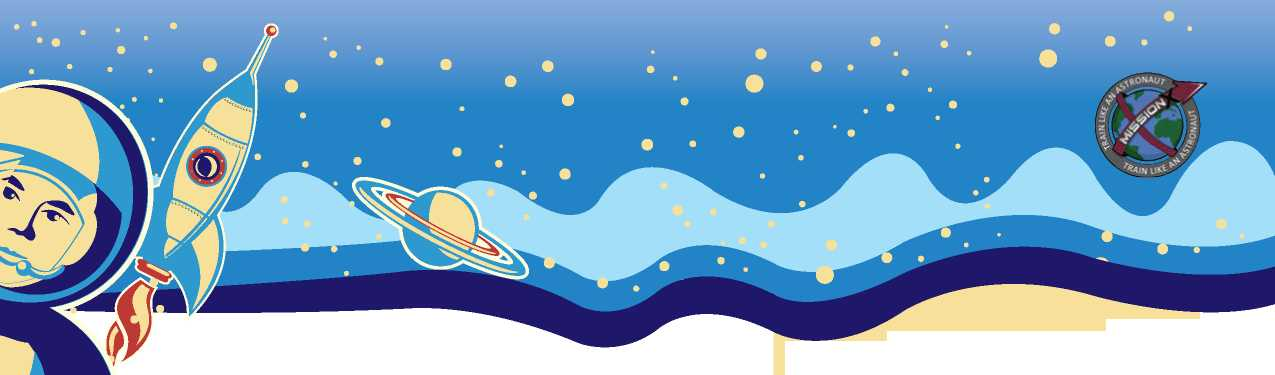 TRAIN LIKE AN ASTRONAUT
MISSION X
TRAIN LIKE AN ASTRONAUT